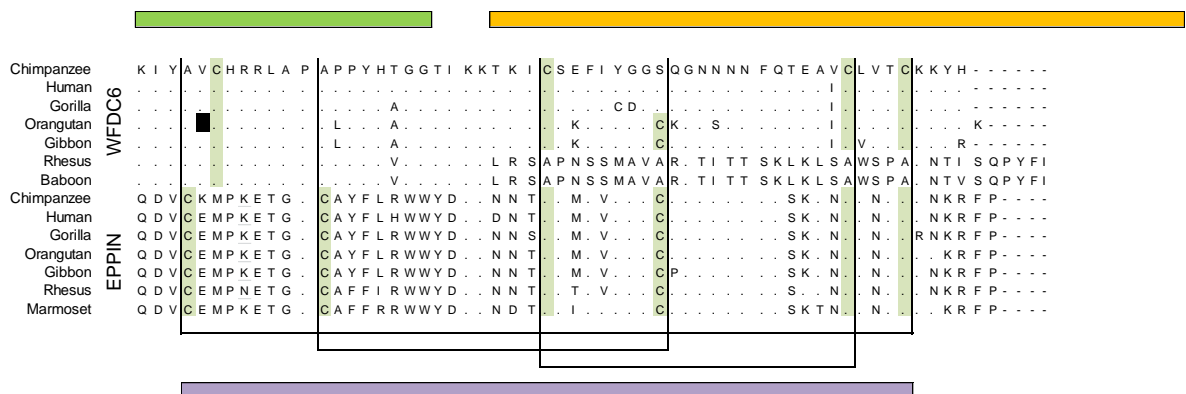 Chimpanzee K I Y A V C H R R L A P A P P Y H T G G T I K K T K I C S E F I Y G G S Q G N N N N F Q T E A V C L V T C K K Y H - - - - - -
Human . . . . . . . . . . . . . . . . . . . . . . . . . . . . . . . . . . . . . . . . . . . . . . . I . . . . . . . . . - - - - - -
Gorilla . . . . . . . . . . . . . . . . . A . . . . . . . . . . . . . . C D . . . . . . . . . . . . . I . . . . . . . . . - - - - - -
Orangutan . . . . . . . . . . . . L . . . A . . . . . . . . . . . K . . . . . C K . . S . . . . . . . I . . . . . . . . . K - - - - -
Gibbon . . . . . . . . . . . . . L . . . A . . . . . . . . . . . K . . . . . C . . . . . . . . . . . I . V . . . . . . R - - - - - -
Rhesus . . . . . . . . . . . . . . . . . V . . . . . . L R S A P N S S M A V A R . T I T T S K L K L S A W S P A . N T I S Q P Y F I
Baboon . . . . . . . . . . . . . . . . . V . . . . . . L R S A P N S S M A V A R . T I T T S K L K L S A W S P A . N T V S Q P Y F I
WFDC6
Chimpanzee Q D V C K M P K E T G . C A Y F L R W W Y D . . N N T . . M . V . . . C . . . . . . . . S K . N . . N . . . N K R F P - - - -
Human Q D V C E M P K E T G . C A Y F L H W W Y D . . D N T . . M . V . . . C . . . . . . . . S K . N . . N . . . N K R F P - - - -
Gorilla Q D V C E M P K E T G . C A Y F L R W W Y D . . N N S . . M . V . . . C . . . . . . . . S K . N . . N . . R N K R F P - - - -
Orangutan Q D V C E M P K E T G . C A Y F L R W W Y D . . N N T . . M . V . . . C . . . . . . . . S K . N . . N . . . . K R F P - - - -
Gibbon Q D V C E M P K E T G . C A Y F L R W W Y D . . N N T . . M . V . . . C P . . . . . . . S K . N . . N . . . N K R F P - - - -
Rhesus Q D V C E M P N E T G . C A F F I R W W Y D . . N N T . . T . V . . . C . . . . . . . . S . . N . . N . . . N K R F P - - - -
Marmoset Q D V C E M P K E T G . C A F F R R W W Y D . . N D T . . I . . . . . C . . . . . . . . S K T N . . N . . . . K R F P - - - -
EPPIN